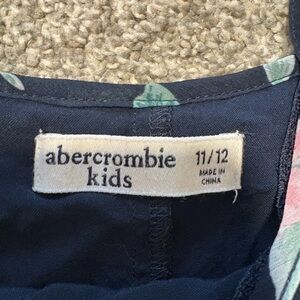 abercrombie
kids
11/12
MADE IN
CHINA